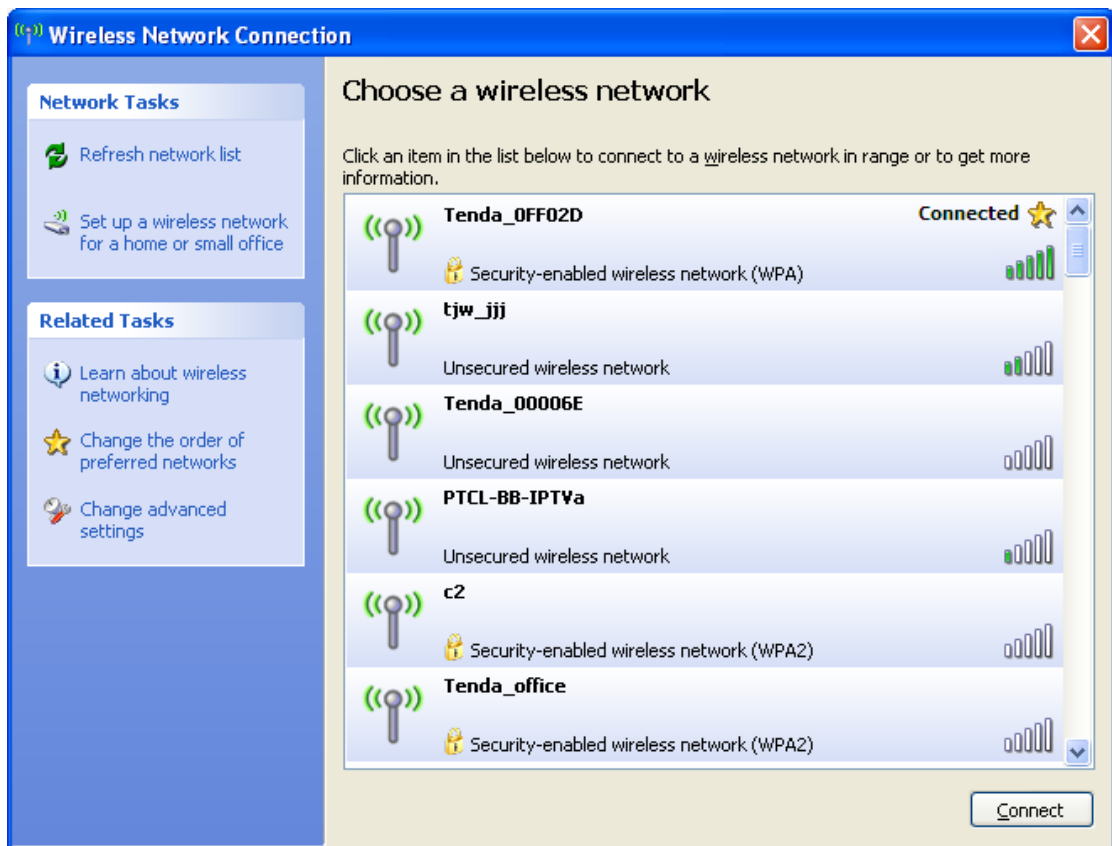 Wireless Network Connection
Network Tasks
Refresh network list
Set up a wireless network
for a home or small office
Related Tasks
Learn about wireless
networking
Change the order of
preferred networks
Change advanced
settings
Choose a wireless network
Click an item in the list below to connect to a wireless network in range or to get more
information.
Tenda_0FF02D Connected
Security-enabled wireless network (WPA)
tjw_jjj
Unsecured wireless network
Tenda_00006E
Unsecured wireless network
PTCL-BB-IPTVa
Unsecured wireless network
c2
Security-enabled wireless network (WPA2)
Tenda_office
Security-enabled wireless network (WPA2)
Connect